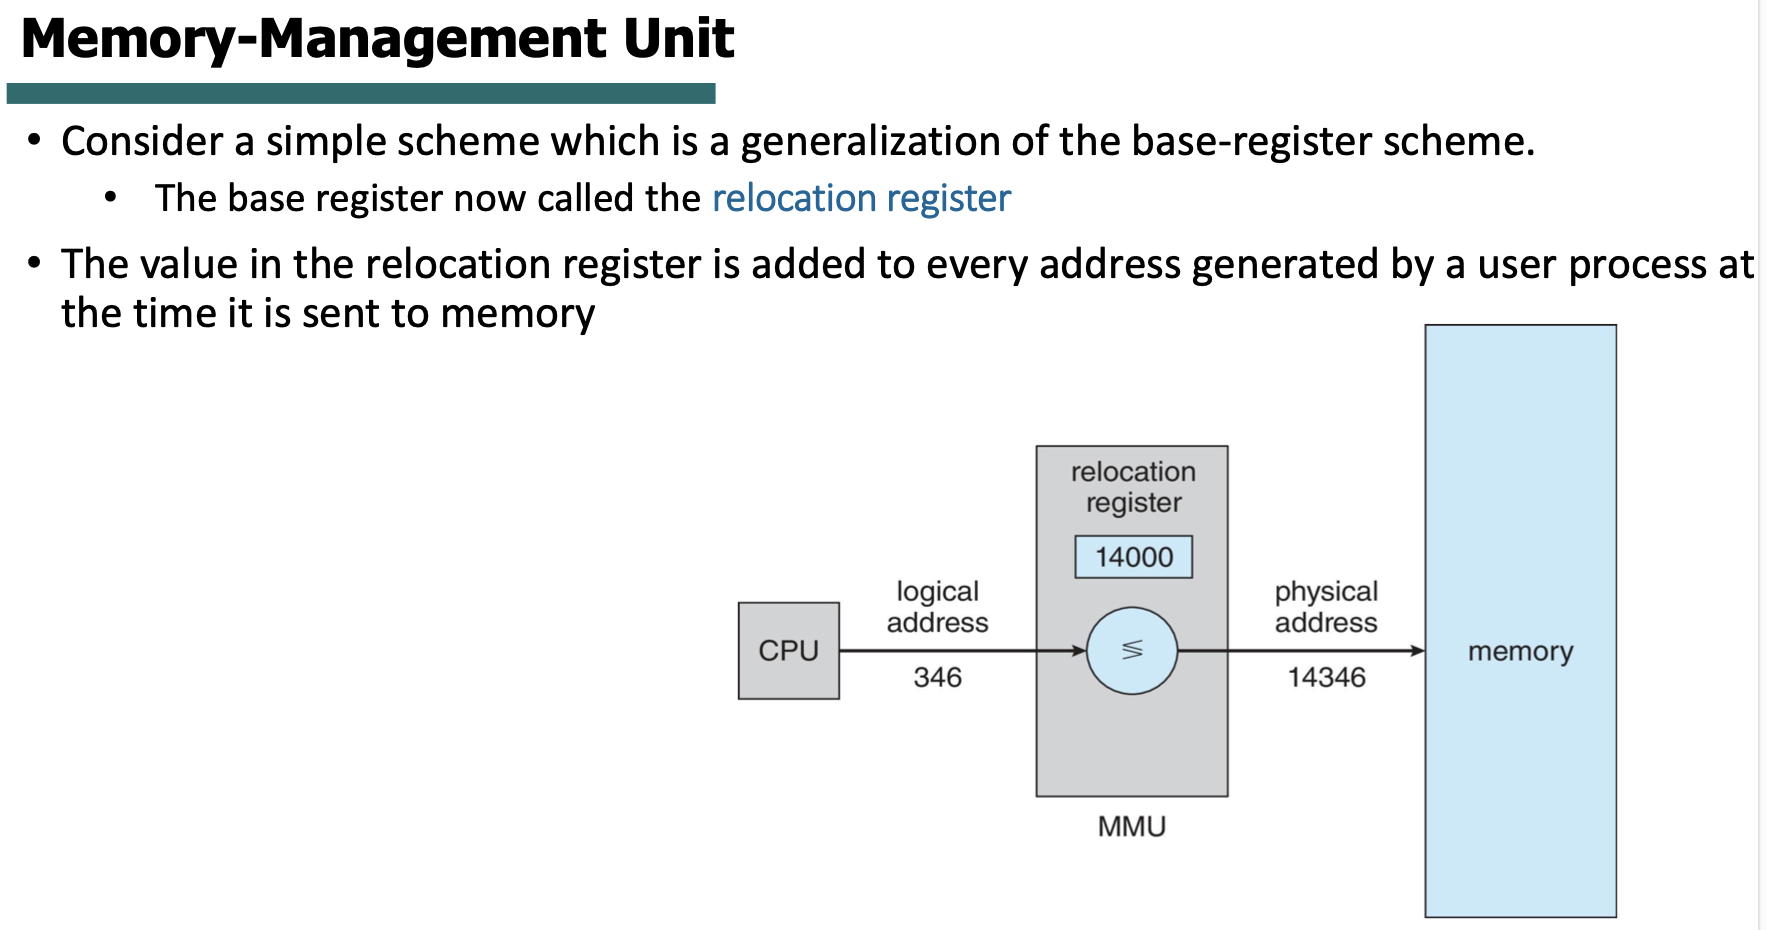 Memory-Management Unit
• Consider a simple scheme which is a generalization of the base-register scheme.
• The base register now called the relocation register
• The value in the relocation register is added to every address generated by a user process at
the time it is sent to memory
relocation
register
14000
logical
address
346
CPU
≶
physical
address
14346
memory
MMU